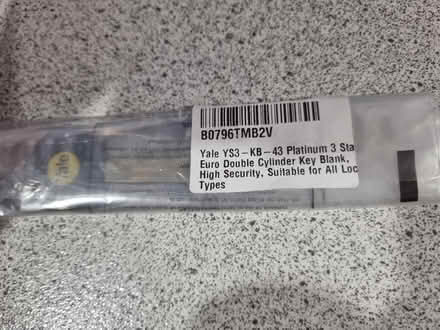 B0796TMB2V
Yale YS3-KB-43 Platinum 3 Sta
Euro Double Cylinder Key Blank,
High Security, Suitable for All Loc
Types
Yale